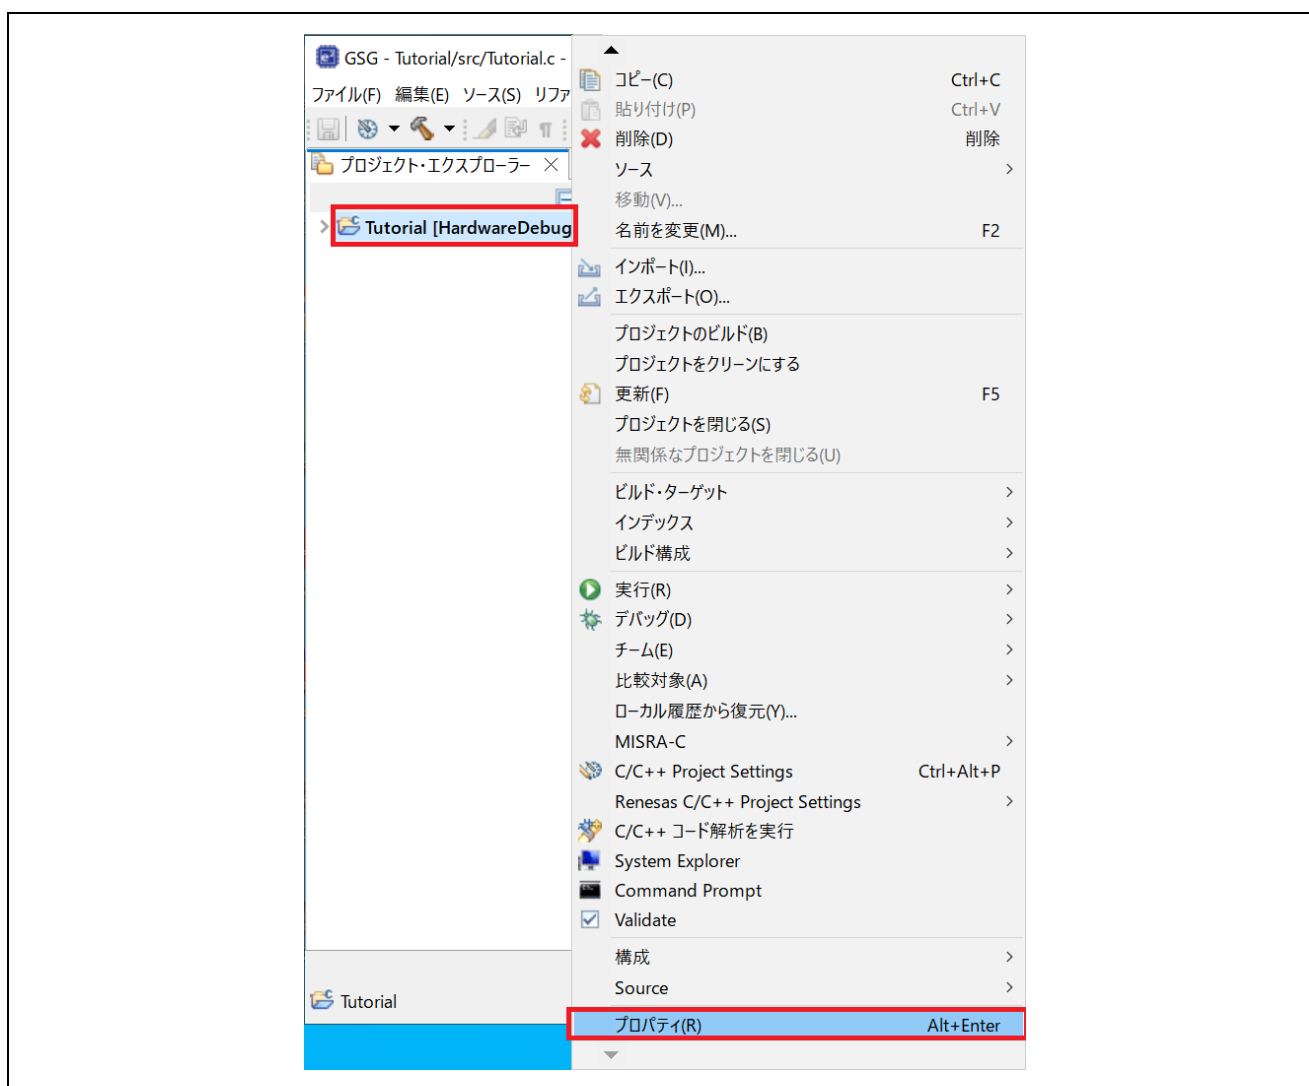 GSG - Tutorial/src/Tutorial.c -
ファイル(F) 編集(E) ソース(S) リファ
プロジェクト・エクスプローラー
Tutorial [HardwareDebug
Tutorial
コピー(C) Ctrl+C
貼り付け(P) Ctrl+V
削除(D) 削除
ソース
移動(V)...
名前を変更(M)... F2
インポート(I)...
エクスポート(O)...
プロジェクトのビルド(B)
プロジェクトをクリーンにする
更新(F) F5
プロジェクトを閉じる(S)
無関係なプロジェクトを閉じる(U)
ビルド・ターゲット
インデックス
ビルド構成
実行(R)
デバッグ(D)
チーム(E)
比較対象(A)
ローカル履歴から復元(Y)...
MISRA-C
C/C++ Project Settings Ctrl+Alt+P
Renesas C/C++ Project Settings
C/C++ コード解析を実行
System Explorer
Command Prompt
Validate
構成
Source
プロパティ(R) Alt+Enter